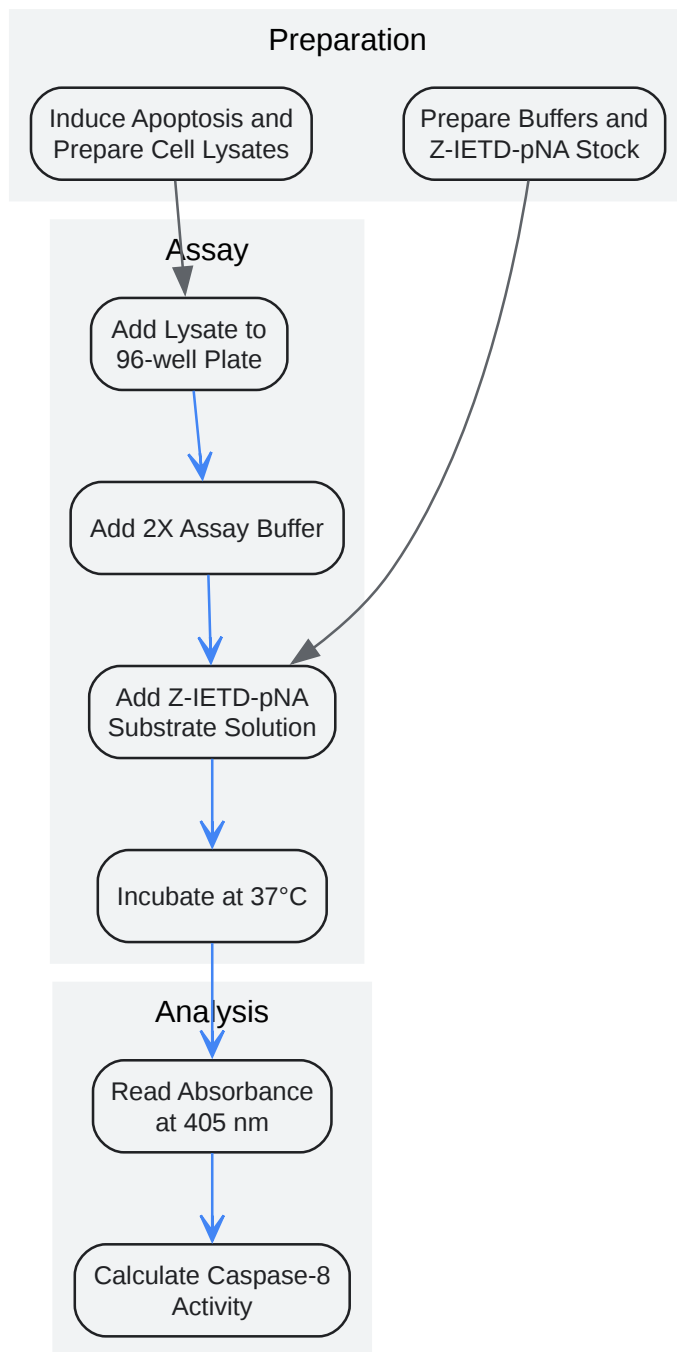 Preparation
Induce Apoptosis and
Prepare Cell Lysates
Prepare Buffers and
Z-IETD-pNA Stock
Assay
Add Lysate to
96-well Plate
Add 2X Assay Buffer
Add Z-IETD-pNA
Substrate Solution
Incubate at 37°C
Analysis
Read Absorbance
at 405 nm
Calculate Caspase-8
Activity